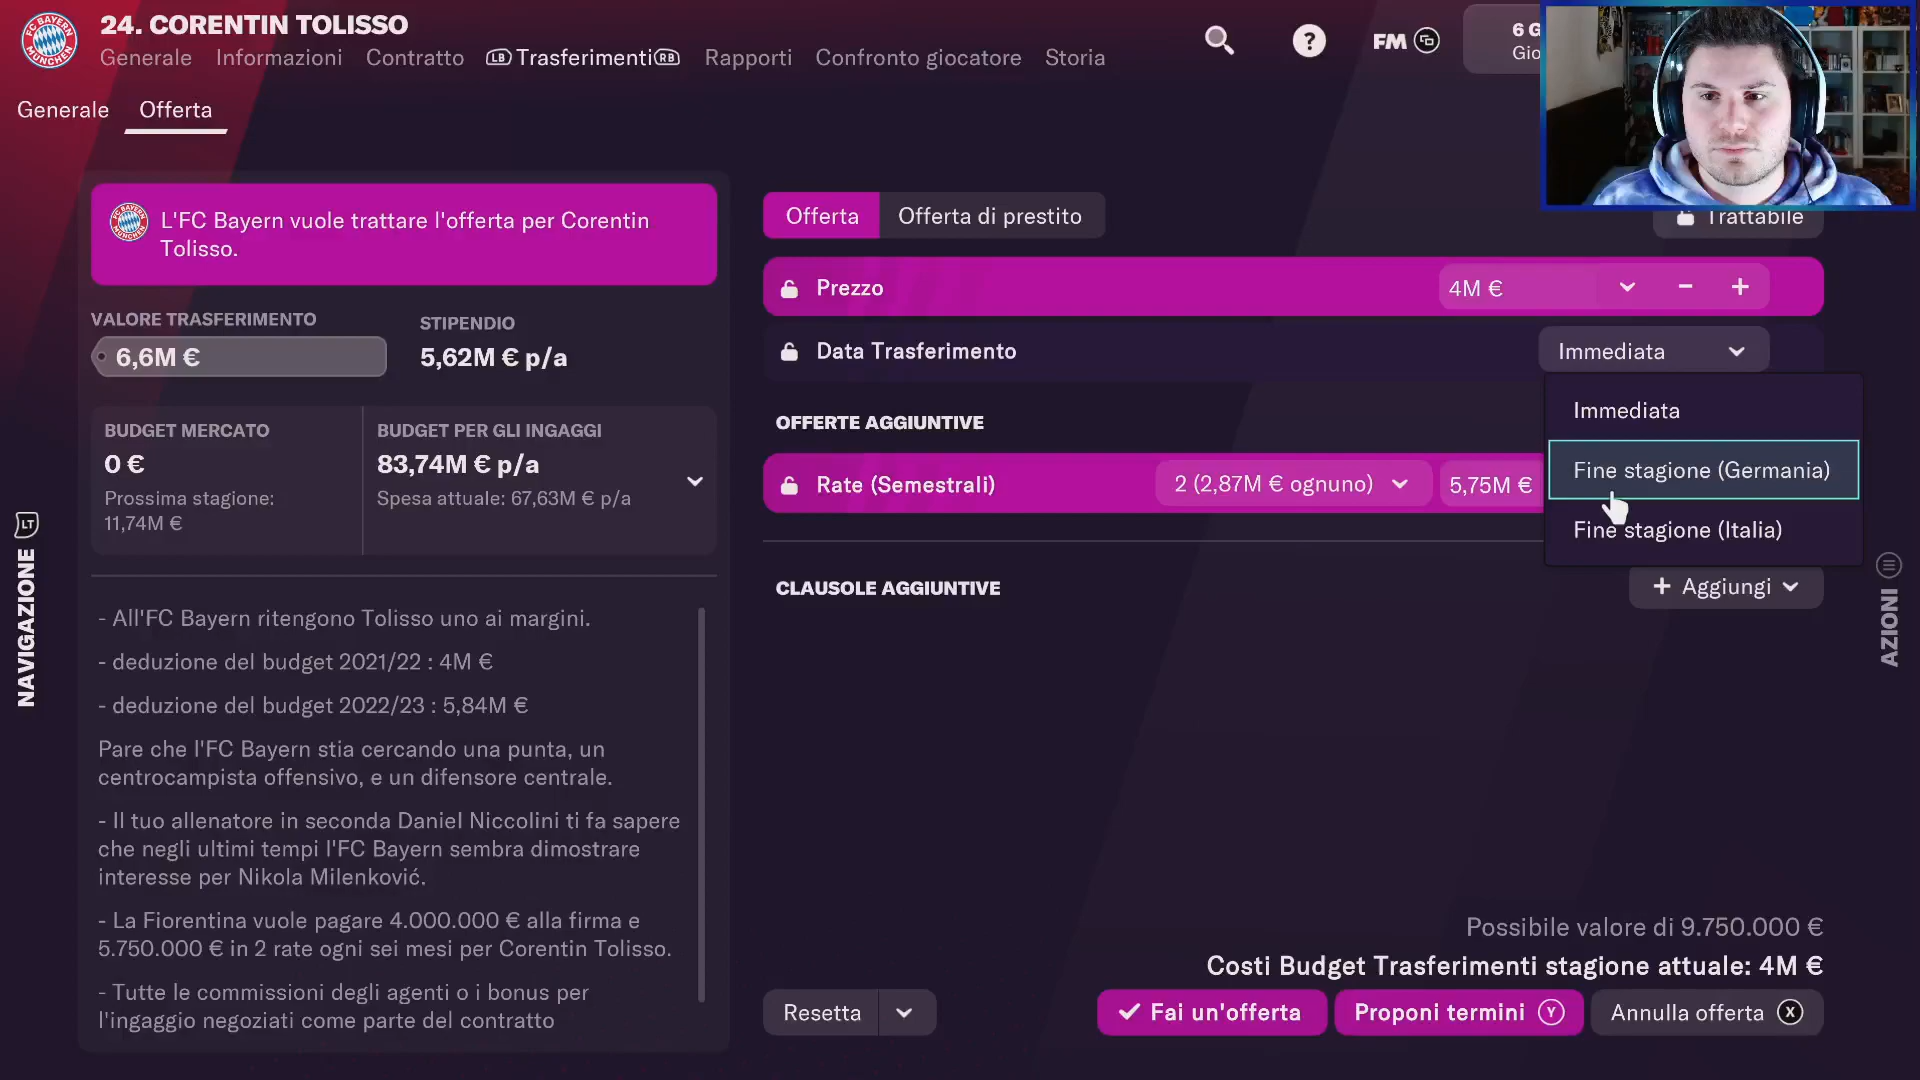 24. CORENTIN TOLISSO
Generale Informazioni Contratto LB Trasferimenti RB Rapporti Confronto giocatore Storia
? FM 6 G
Gio
Generale Offerta
L'FC Bayern vuole trattare l'offerta per Corentin
Tolisso.
VALORE TRASFERIMENTO
6,6M €
STIPENDIO
5,62M € p/a
BUDGET MERCATO
0 €
Prossima stagione:
11,74M €
BUDGET PER GLI INGAGGI
83,74M € p/a
Spesa attuale: 67,63M € p/a
- All'FC Bayern ritengono Tolisso uno ai margini.
- deduzione del budget 2021/22 : 4M €
- deduzione del budget 2022/23 : 5,84M €
Pare che l'FC Bayern stia cercando una punta, un
centrocampista offensivo, e un difensore centrale.
- Il tuo allenatore in seconda Daniel Niccolini ti fa sapere
che negli ultimi tempi l'FC Bayern sembra dimostrare
interesse per Nikola Milenković.
- La Fiorentina vuole pagare 4.000.000 € alla firma e
5.750.000 € in 2 rate ogni sei mesi per Corentin Tolisso.
- Tutte le commissioni degli agenti o i bonus per
l'ingaggio negoziati come parte del contratto
Offerta Offerta di prestito Trattabile
Prezzo 4M € - +
Data Trasferimento Immediata
Immediata
Fine stagione (Germania)
Fine stagione (Italia)
OFFERTE AGGIUNTIVE
Rate (Semestrali) 2 (2,87M € ognuno) 5,75M €
CLAUSOLE AGGIUNTIVE + Aggiungi
Possibile valore di 9.750.000 €
Costi Budget Trasferimenti stagione attuale: 4M €
Resetta Fai un'offerta Proponi termini Y Annulla offerta X
LT NAVIGAZIONE
AZIONI